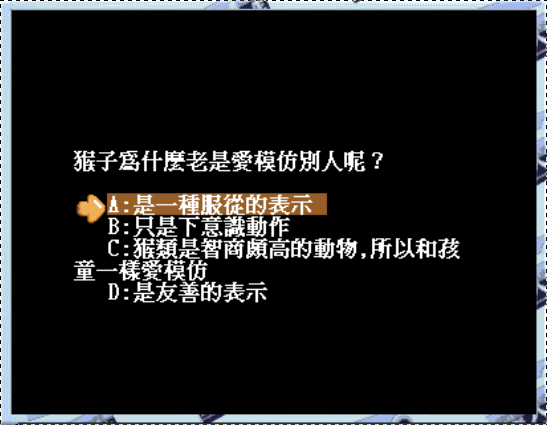 猴子為什麼老是愛模仿別人呢？
A:是一種服從的表示
B:只是下意識動作
C:猴類是智商頗高的動物,所以和孩
童一樣愛模仿
D:是友善的表示